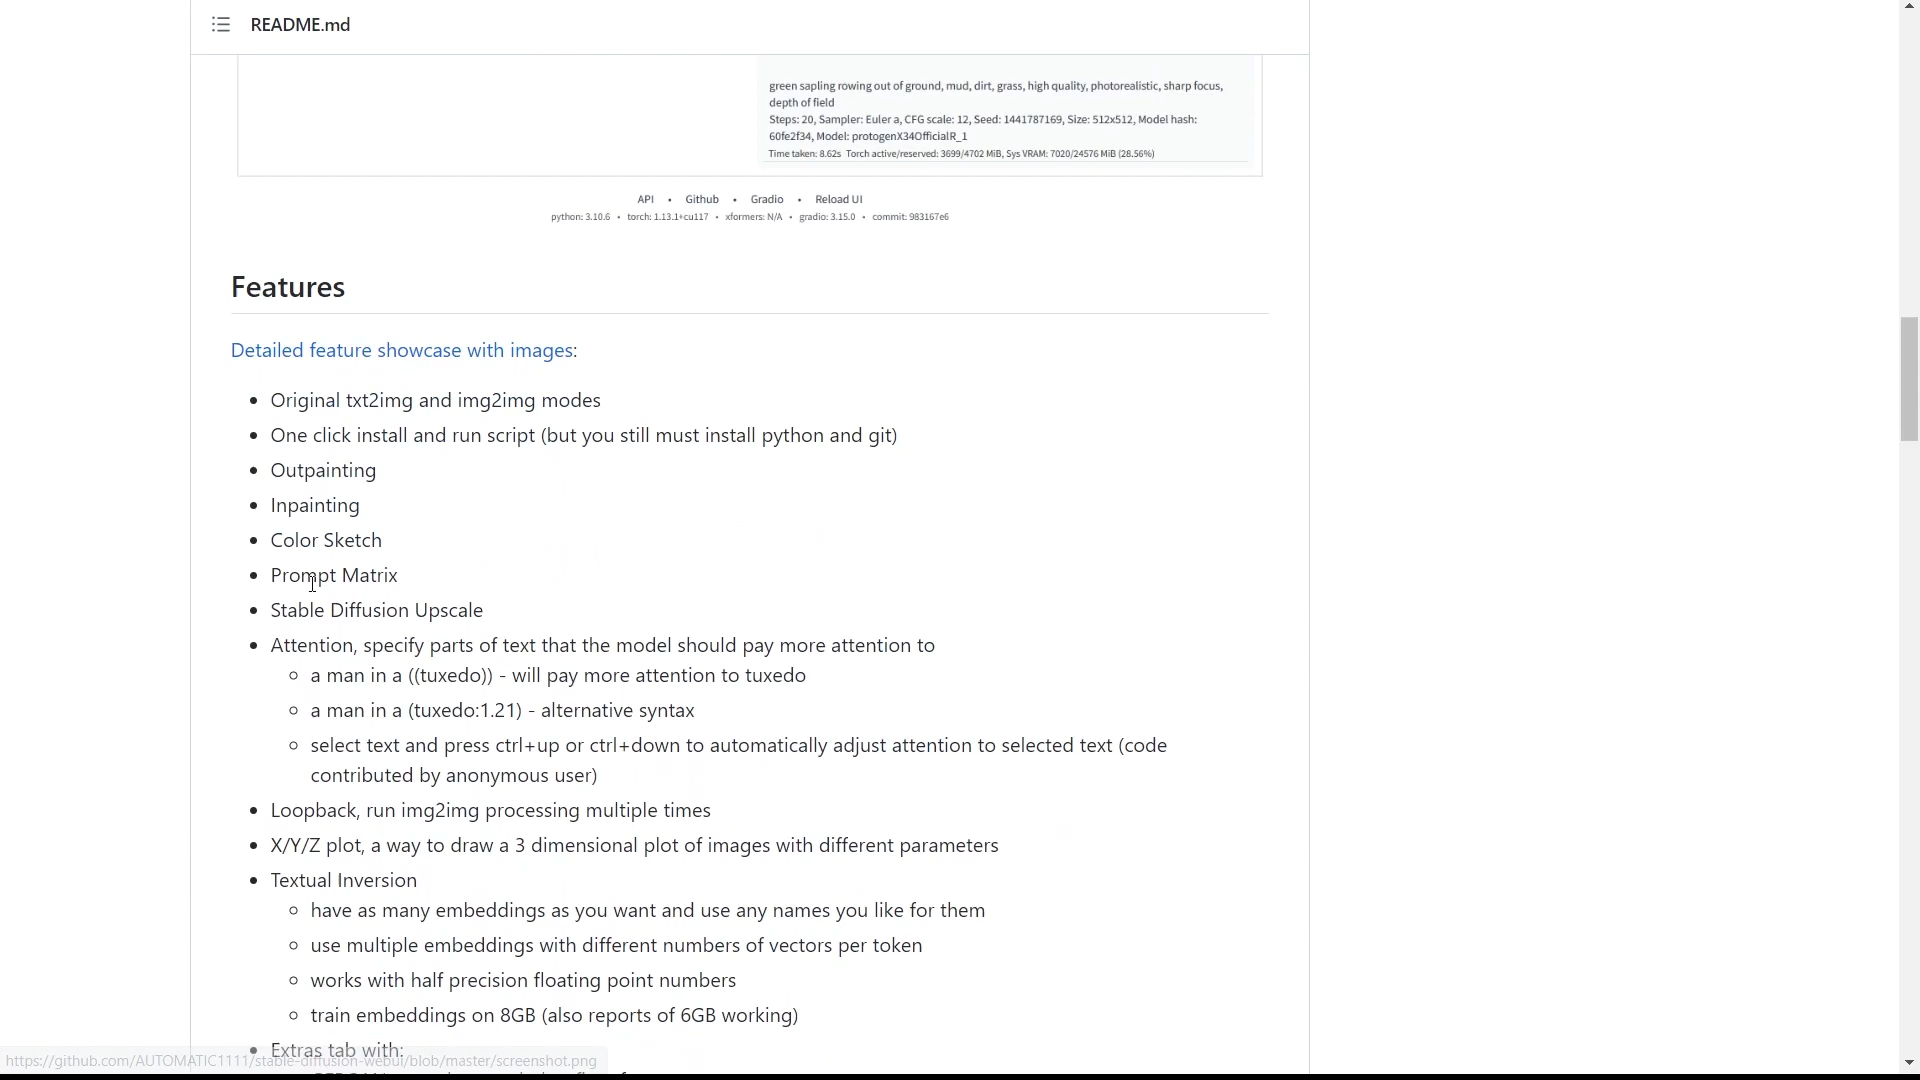 README.md
green sapling rowing out of ground, mud, dirt, grass, high quality, photorealistic, sharp focus,
depth of field
Steps: 20, Sampler: Euler a, CFG scale: 12, Seed: 1441787169, Size: 512x512, Model hash:
60fe2f34, Model: protogenX34OfficialR_1
Time taken: 8.62s Torch active/reserved: 3699/4702 MiB, Sys VRAM: 7020/24576 MiB (28.56%)
API • Github • Gradio • Reload UI
python: 3.10.6 • torch: 1.13.1+cu117 • xformers: N/A • gradio: 3.15.0 • commit: 983167e6
Features
Detailed feature showcase with images:
• Original txt2img and img2img modes
• One click install and run script (but you still must install python and git)
• Outpainting
• Inpainting
• Color Sketch
• Prompt Matrix
• Stable Diffusion Upscale
• Attention, specify parts of text that the model should pay more attention to
◦ a man in a ((tuxedo)) - will pay more attention to tuxedo
◦ a man in a (tuxedo:1.21) - alternative syntax
◦ select text and press ctrl+up or ctrl+down to automatically adjust attention to selected text (code
contributed by anonymous user)
• Loopback, run img2img processing multiple times
• X/Y/Z plot, a way to draw a 3 dimensional plot of images with different parameters
• Textual Inversion
◦ have as many embeddings as you want and use any names you like for them
◦ use multiple embeddings with different numbers of vectors per token
◦ works with half precision floating point numbers
◦ train embeddings on 8GB (also reports of 6GB working)
• Extras tab with:
https://github.com/AUTOMATIC1111/stable-diffusion-webui/blob/master/screenshot.png